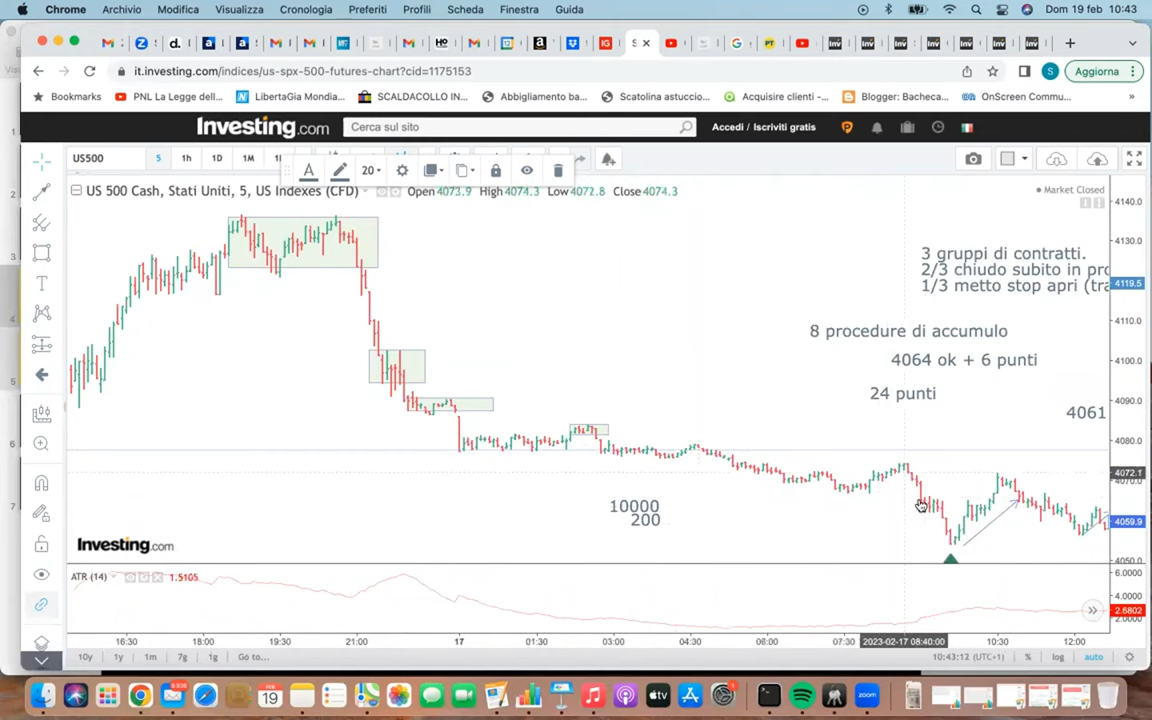 Chrome Archivio Modifica Visualizza Cronologia Preferiti Profili Scheda Finestra Guida Dom 19 feb 10:43
it.investing.com/indices/us-spx-500-futures-chart?cid=1175153 Aggiorna
Bookmarks PNL La Legge dell... LibertaGia Mondia... SCALDACOLLO IN... Abbigliamento ba... Scatolina astuccio... Acquisire clienti -... Blogger: Bacheca... OnScreen Commu... »
Investing.com Cerca sul sito Accedi / Iscriviti gratis
US500 5 1h 1D 1M
20
US 500 Cash, Stati Uniti, 5, US Indexes (CFD) Open 4073.9 High 4074.3 Low 4072.8 Close 4074.3
Market Closed
4140.0
4130.0
3 gruppi di contratti.
2/3 chiudo subito in pro
1/3 metto stop apri (tra
4119.5
4110.0
8 procedure di accumulo
4064 ok + 6 punti
4100.0
24 punti
4090.0
4061
4080.0
4072.1
4070.0
10000
200
4059.9
Investing.com
4050.0
ATR (14) 1.5105
6.0000
4.0000
2.6802
2.0000
16:30 18:00 19:30 21:00 17 01:30 03:00 04:30 06:00 07:30 2023-02-17 08:40:00 10:30 12:00
10y 1y 1m 7g 1g Go to... 10:43:12 (UTC+1) % log auto